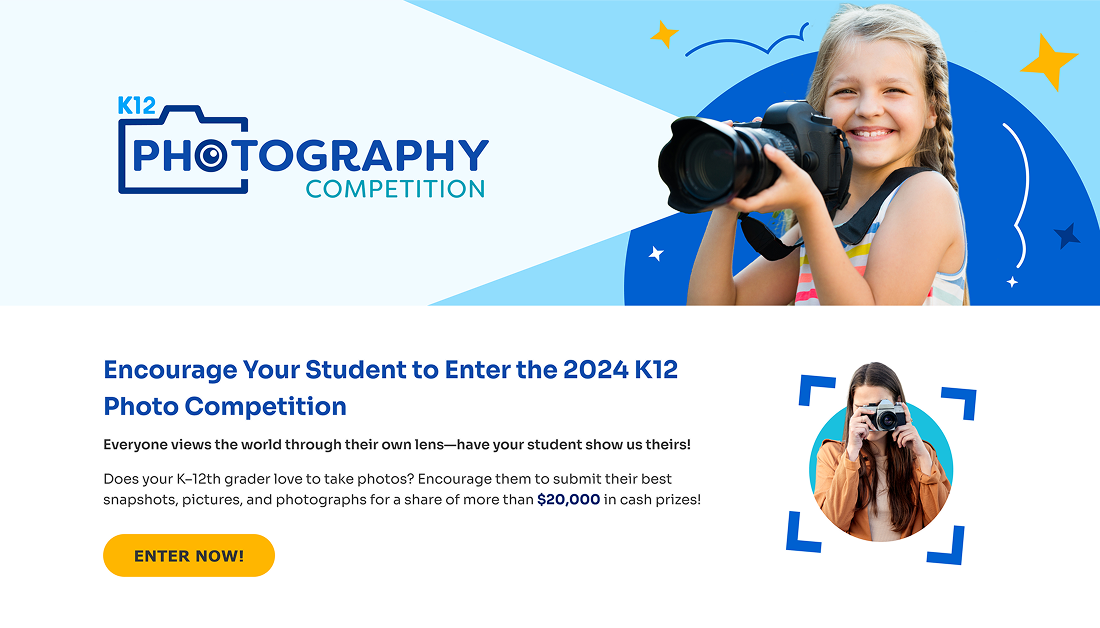 K12
PHOTOGRAPHY
COMPETITION
Encourage Your Student to Enter the 2024 K12
Photo Competition
Everyone views the world through their own lens—have your student show us theirs!
Does your K–12th grader love to take photos? Encourage them to submit their best
snapshots, pictures, and photographs for a share of more than $20,000 in cash prizes!
ENTER NOW!